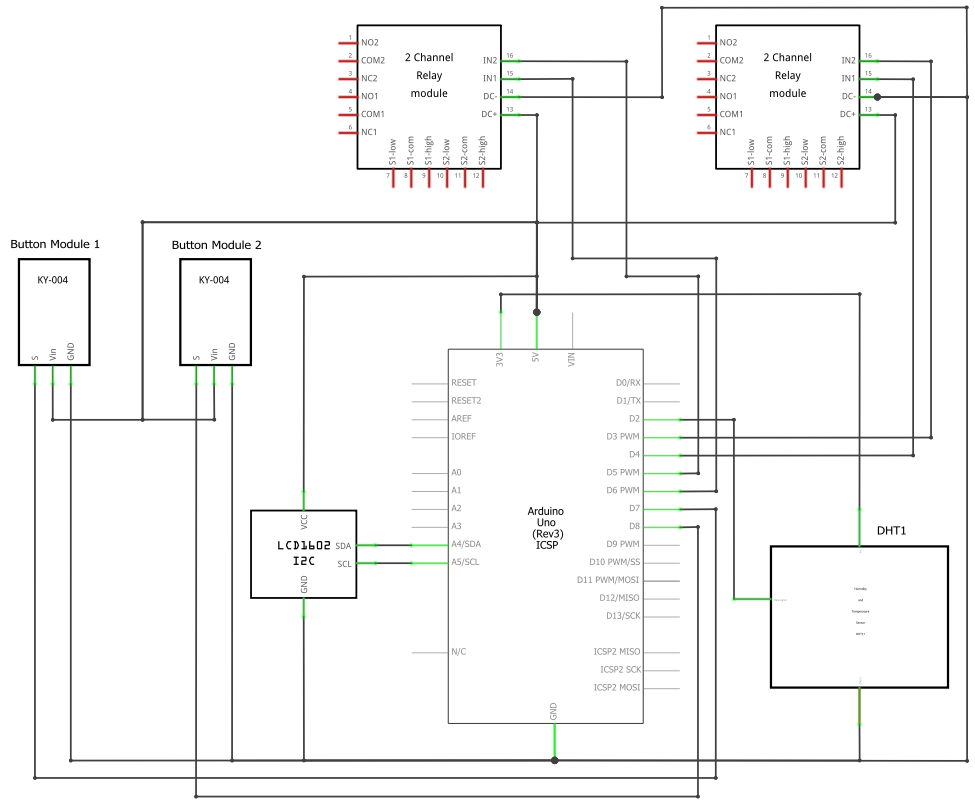 1 NO2
2 COM2
3 NC2
4 NO1
5 COM1
6 NC1
2 Channel
Relay
module
IN2 16
IN1 15
DC- 14
DC+ 13
S1-low
S1-com
S1-high
S2-low
S2-com
S2-high
7 8 9 10 11 12
1 NO2
2 COM2
3 NC2
4 NO1
5 COM1
6 NC1
2 Channel
Relay
module
IN2 16
IN1 15
DC- 14
DC+ 13
S1-low
S1-com
S1-high
S2-low
S2-com
S2-high
7 8 9 10 11 12
Button Module 1
KY-004
S
Vin
GND
Button Module 2
KY-004
S
Vin
GND
3V3
5V
VIN
RESET
RESET2
AREF
IOREF
A0
A1
A2
A3
A4/SDA
A5/SCL
N/C
Arduino
Uno
(Rev3)
ICSP
D0/RX
D1/TX
D2
D3 PWM
D4
D5 PWM
D6 PWM
D7
D8
D9 PWM
D10 PWM/SS
D11 PWM/MOSI
D12/MISO
D13/SCK
ICSP2 MISO
ICSP2 SCK
ICSP2 MOSI
GND
VCC
LCD1602
I2C
SDA
SCL
GND
DHT1
Humidity
and
Temperature
Sensor